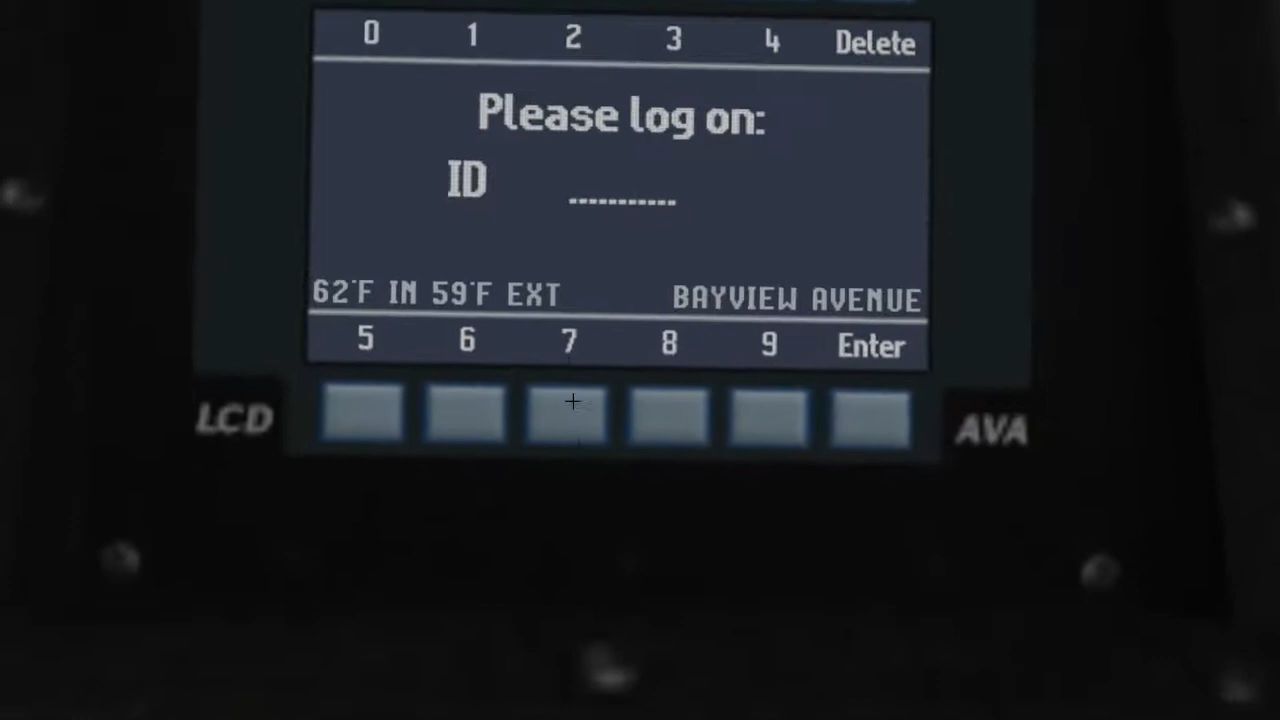 0 1 2 3 4 Delete
Please log on:
ID
62°F IN 59°F EXT BAYVIEW AVENUE
5 6 7 8 9 Enter
LCD AVA